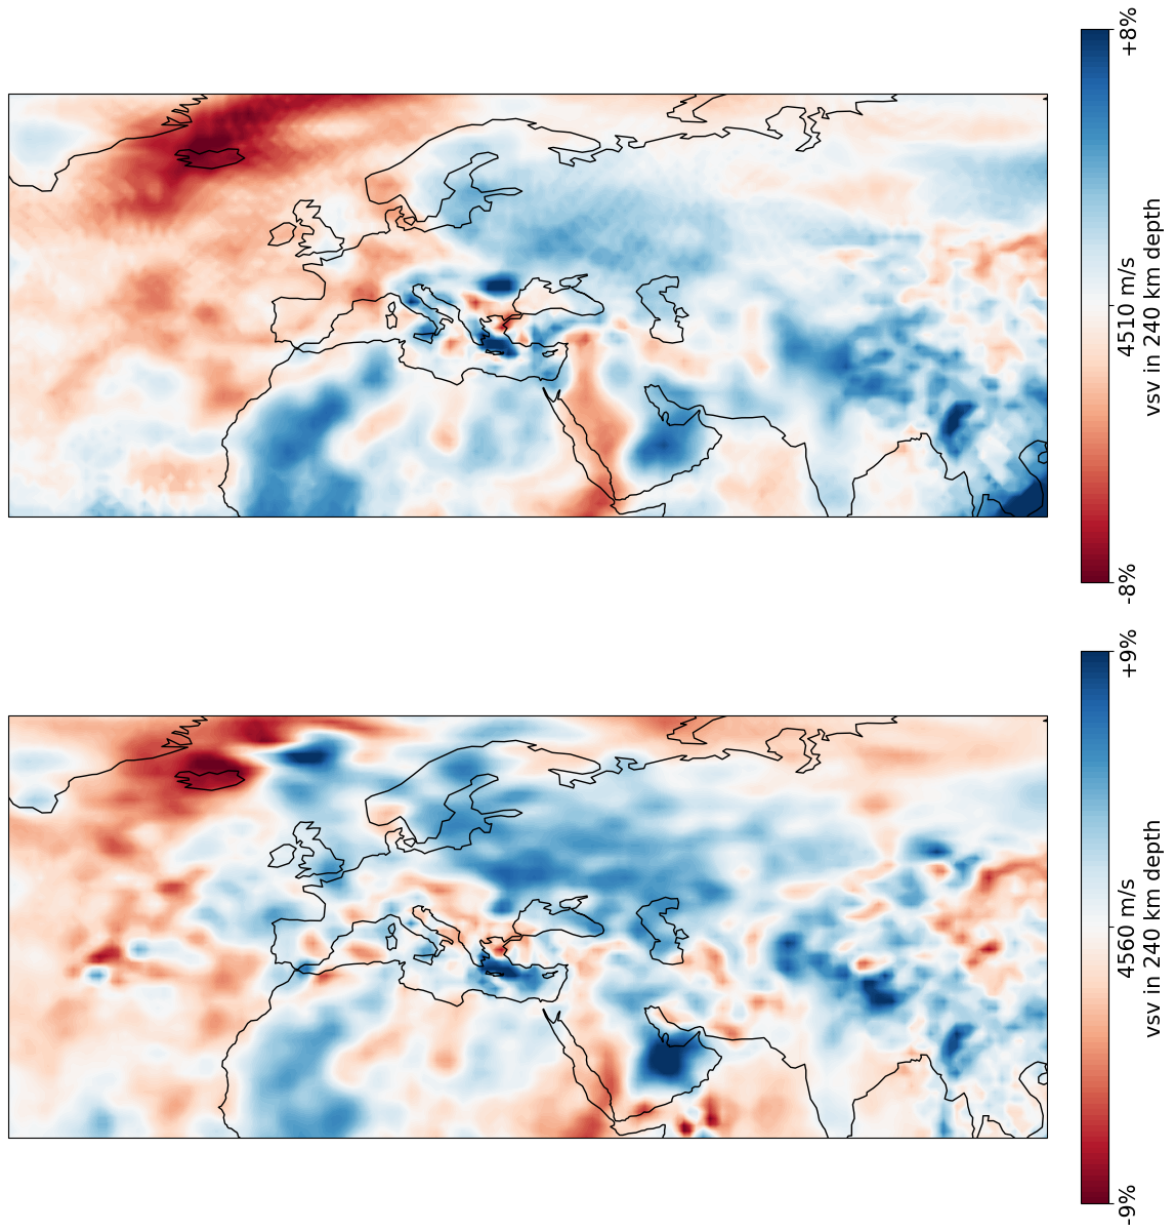 +8%
4510 m/s
vsv in 240 km depth
-8%
+9%
4560 m/s
vsv in 240 km depth
-9%